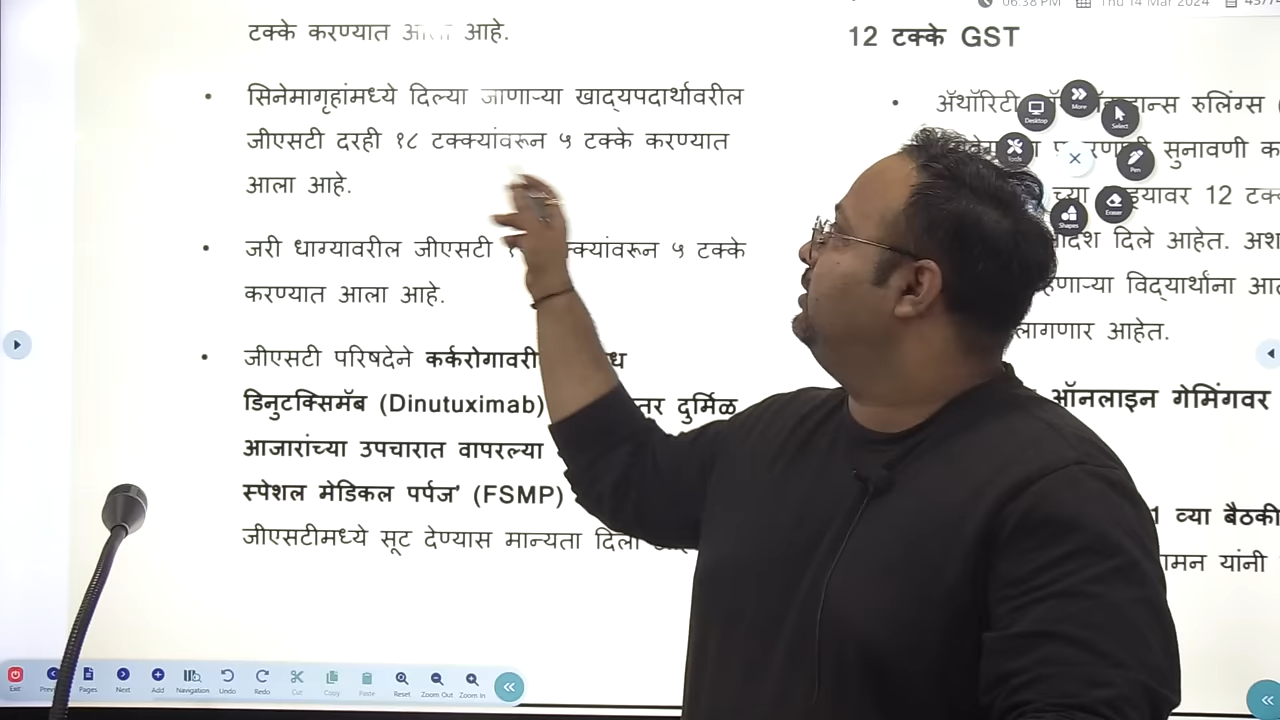 06:38 PM Thu 14 Mar 2024
टक्के करण्यात आला आहे.
• सिनेमागृहांमध्ये दिल्या जाणाऱ्या खाद्यपदार्थावरील
जीएसटी दरही १८ टक्क्यांवरून ५ टक्के करण्यात
आला आहे.
• जरी धाग्यावरील जीएसटी क्यांवरून ५ टक्के
करण्यात आला आहे.
• जीएसटी परिषदेने कर्करोगावरी ध
डिनुटक्सिमॅब (Dinutuximab) तर दुर्मिळ
आजारांच्या उपचारात वापरल्या
स्पेशल मेडिकल पर्पज' (FSMP)
जीएसटीमध्ये सूट देण्यास मान्यता
12 टक्के GST
• ॲथॉरिटी रुलिंग्स
सुनावणी
च्या ड्यावर 12
दिले आहेत.
णाऱ्या विद्यार्थांना
लागणार आहेत.
ऑनलाइन गेमिंगवर
1 व्या बैठकी
मन यांनी
Desktop
More
Select
Tools
Pen
Shapes
Eraser
Exit
Pages
Next
Add
Navigation
Undo
Redo
Cut
Copy
Paste
Reset
Zoom Out
Zoom In